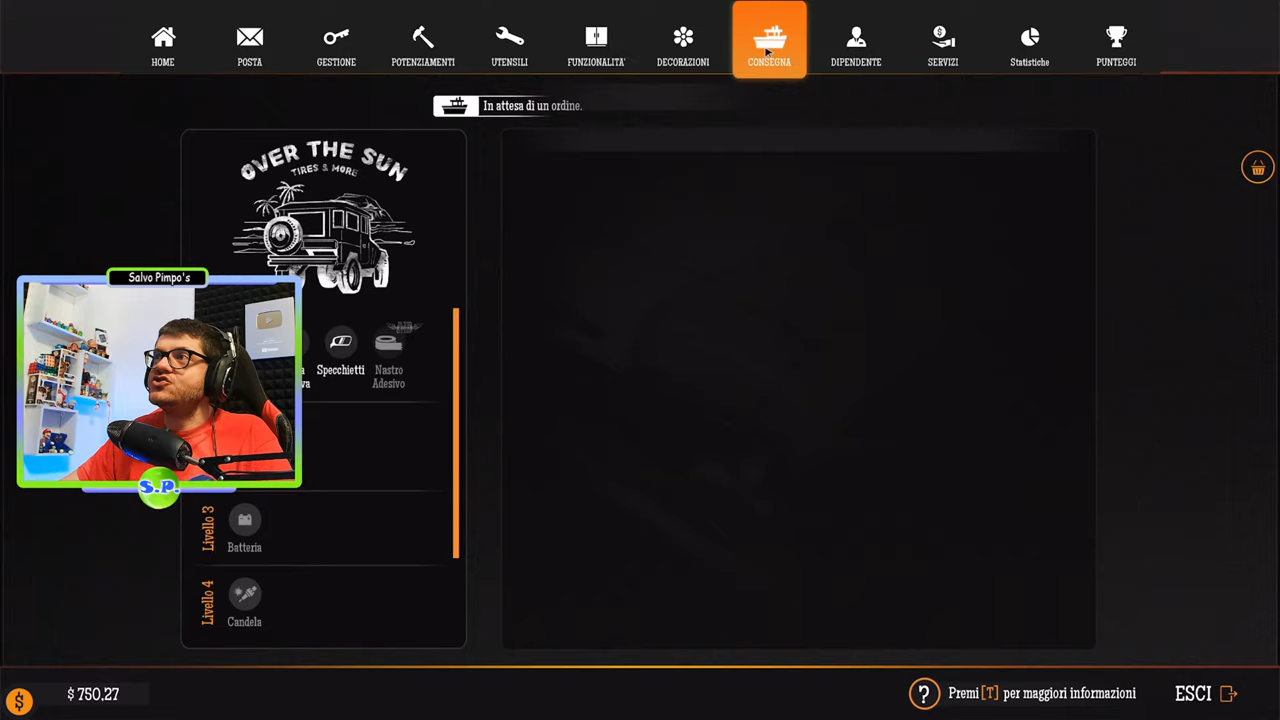 HOME
POSTA
GESTIONE
POTENZIAMENTI
UTENSILI
FUNZIONALITA'
DECORAZIONI
CONSEGNA
DIPENDENTE
SERVIZI
Statistiche
PUNTEGGI
In attesa di un ordine.
OVER THE SUN
TIRES & MORE
Salvo Pimpo's
Specchietti
Nastro
Adesivo
S.P.
Livello 3
Batteria
Livello 4
Candela
$ 750,27
? Premi [T] per maggiori informazioni
ESCI